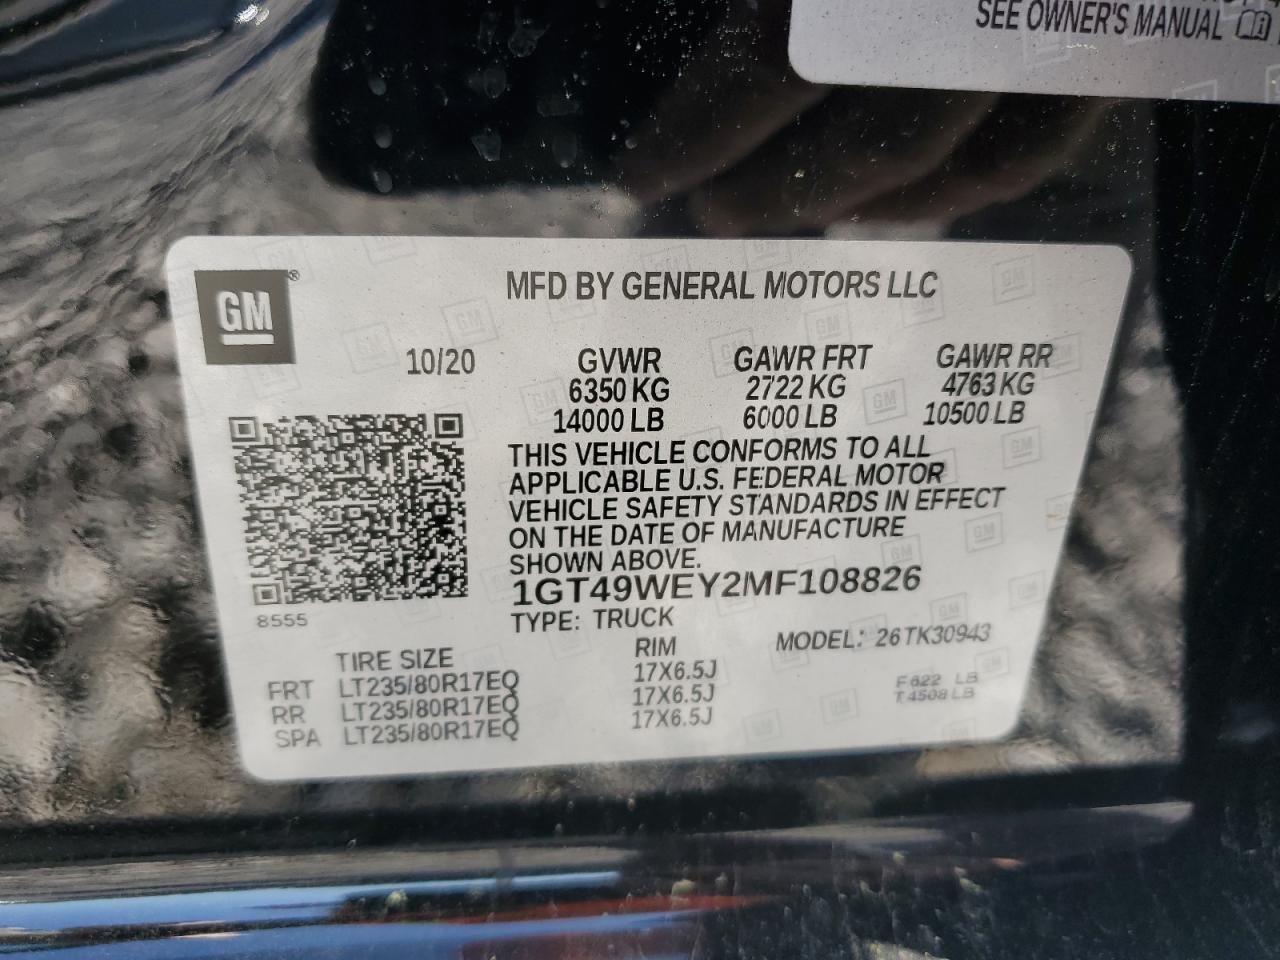 SEE OWNER'S MANUAL
GM
®
MFD BY GENERAL MOTORS LLC
10/20 GVWR GAWR FRT GAWR RR
6350 KG 2722 KG 4763 KG
14000 LB 6000 LB 10500 LB
THIS VEHICLE CONFORMS TO ALL
APPLICABLE U.S. FEDERAL MOTOR
VEHICLE SAFETY STANDARDS IN EFFECT
ON THE DATE OF MANUFACTURE
SHOWN ABOVE.
1GT49WEY2MF108826
8555
TYPE: TRUCK
MODEL: 26TK30943
TIRE SIZE RIM
FRT LT235/80R17EQ 17X6.5J
RR LT235/80R17EQ 17X6.5J
SPA LT235/80R17EQ 17X6.5J
F 622 LB
T 4508 LB